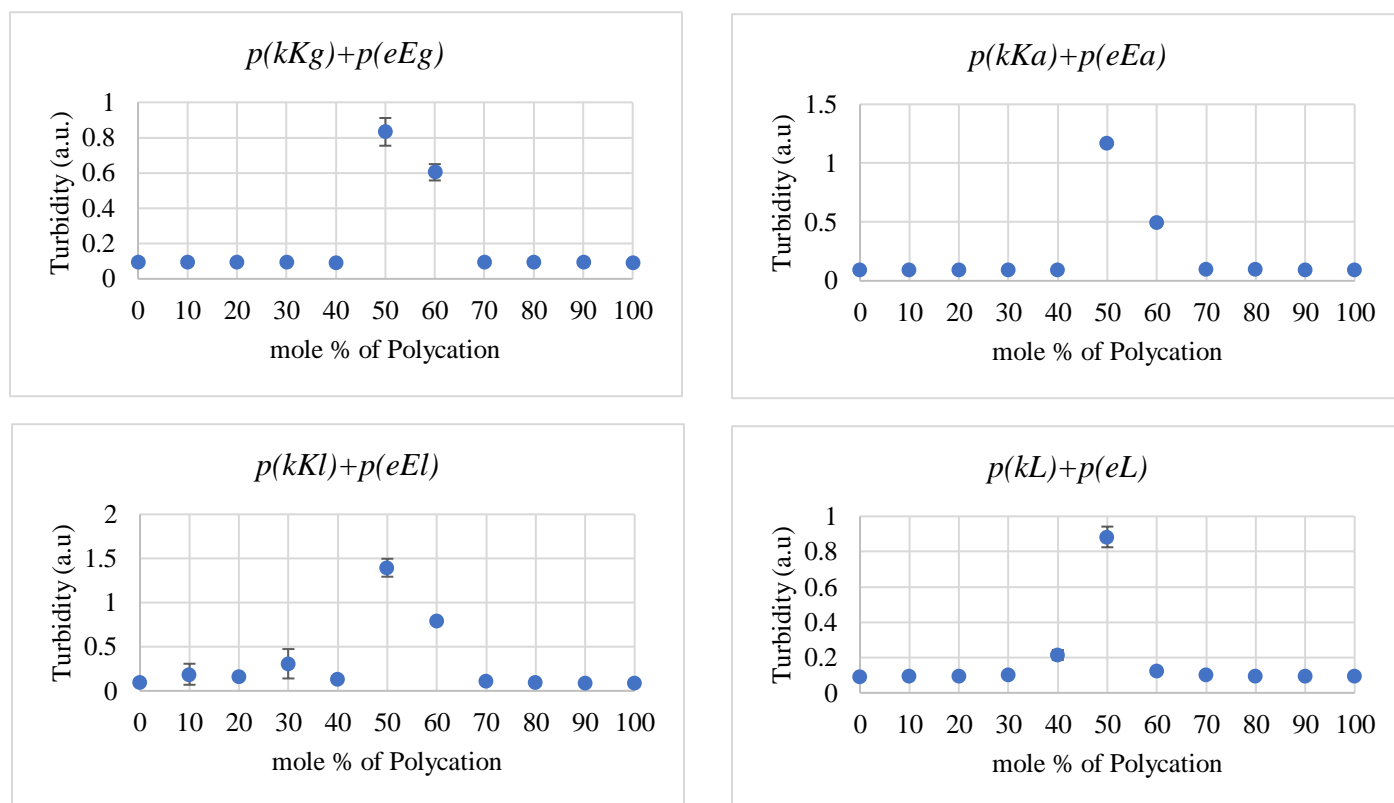 p(kKg)+p(eEg)
Turbidity (a.u.)
1
0.8
0.6
0.4
0.2
0
0 10 20 30 40 50 60 70 80 90 100
mole % of Polycation
p(kKa)+p(eEa)
Turbidity (a.u)
1.5
1
0.5
0
0 10 20 30 40 50 60 70 80 90 100
mole % of Polycation
p(kKl)+p(eEl)
Turbidity (a.u)
2
1.5
1
0.5
0
0 10 20 30 40 50 60 70 80 90 100
mole % of Polycation
p(kL)+p(eL)
Turbidity (a.u)
1
0.8
0.6
0.4
0.2
0
0 10 20 30 40 50 60 70 80 90 100
mole % of Polycation